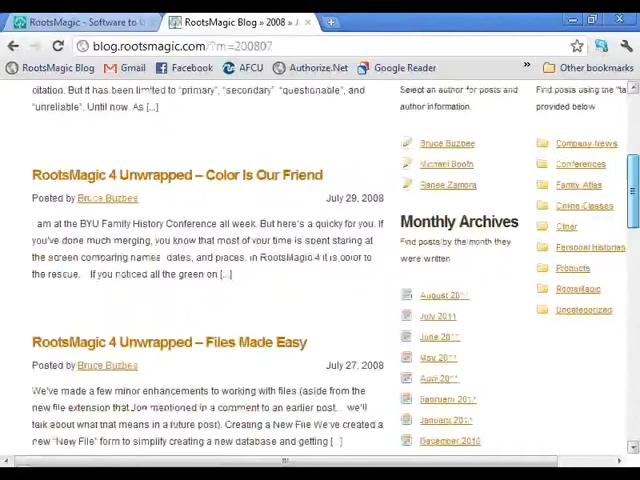 RootsMagic - Software to
RootsMagic Blog » 2008 » J
blog.rootsmagic.com/?m=200807
RootsMagic Blog
Gmail
Facebook
AFCU
Authorize.Net
Google Reader
»
Other bookmarks
citation. But it has been limited to "primary", "secondary" "questionable", and
"unreliable". Until now. As [...]
RootsMagic 4 Unwrapped – Color Is Our Friend
Posted by Bruce Buzbee
July 29, 2008
am at the BYU Family History Conference all week. But here's a quicky for you. If
you've done much merging, you know that most of your time is spent staring at
the screen comparing names dates, and places. In RootsMagic 4 it is color to
the rescue. If you noticed all the green on [...]
RootsMagic 4 Unwrapped – Files Made Easy
Posted by Bruce Buzbee
July 27, 2008
We've made a few minor enhancements to working with files (aside from the
new file extension that Jon mentioned in a comment to an earlier post... we'll
talk about what that means in a future post). Creating a New File We've created a
new "New File" form to simplify creating a new database and getting [...]
Select an author for posts and
author information.
Bruce Buzbee
Michael Booth
Renee Zamora
Monthly Archives
Find posts by the month they
were written
August 2011
July 2011
June 2011
May 2011
April 2011
February 2011
January 2011
December 2010
Find posts using the
provided below
Company News
Conferences
Family Atlas
Online Classes
Other
Personal Historian
Products
RootsMagic
Uncategorized